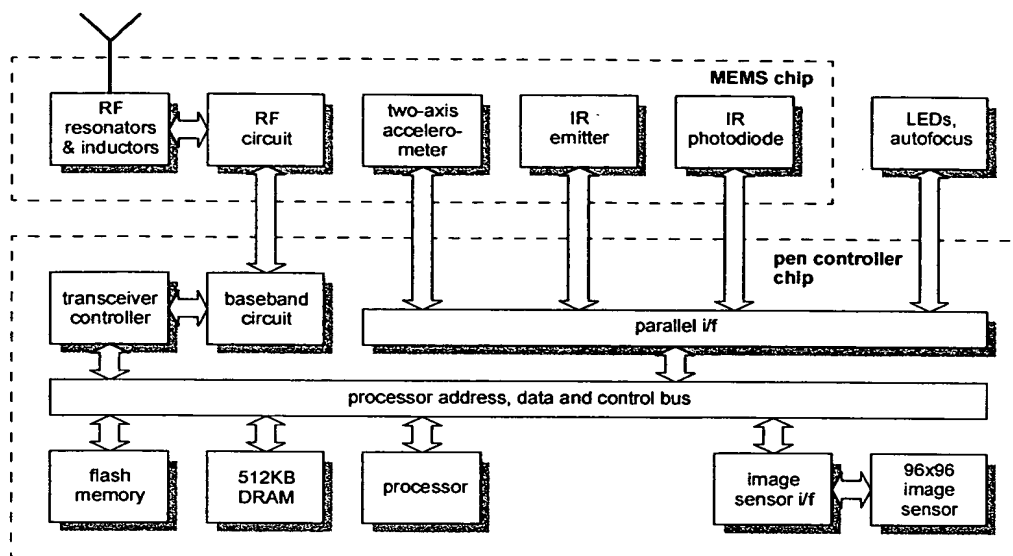 MEMS chip
RF
resonators
& inductors
RF
circuit
two-axis
accelero-
meter
IR
emitter
IR
photodiode
LEDs,
autofocus
pen controller
chip
transceiver
controller
baseband
circuit
parallel i/f
processor address, data and control bus
flash
memory
512KB
DRAM
processor
image
sensor i/f
96x96
image
sensor